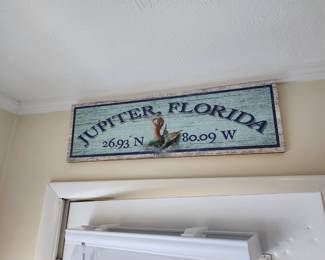 JUPITER, FLORIDA
26.93° N 80.09° W